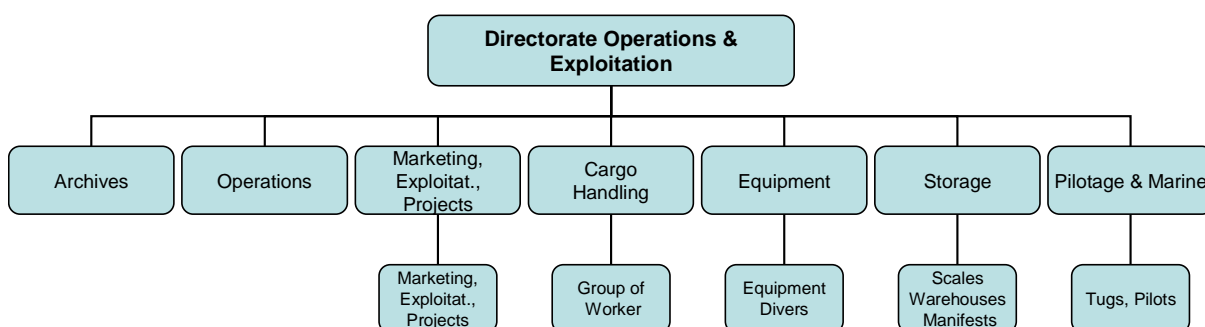 Directorate Operations &
Exploitation
Archives
Operations
Marketing,
Exploitat.,
Projects
Cargo
Handling
Equipment
Storage
Pilotage & Marine
Marketing,
Exploitat.,
Projects
Group of
Worker
Equipment
Divers
Scales
Warehouses
Manifests
Tugs, Pilots